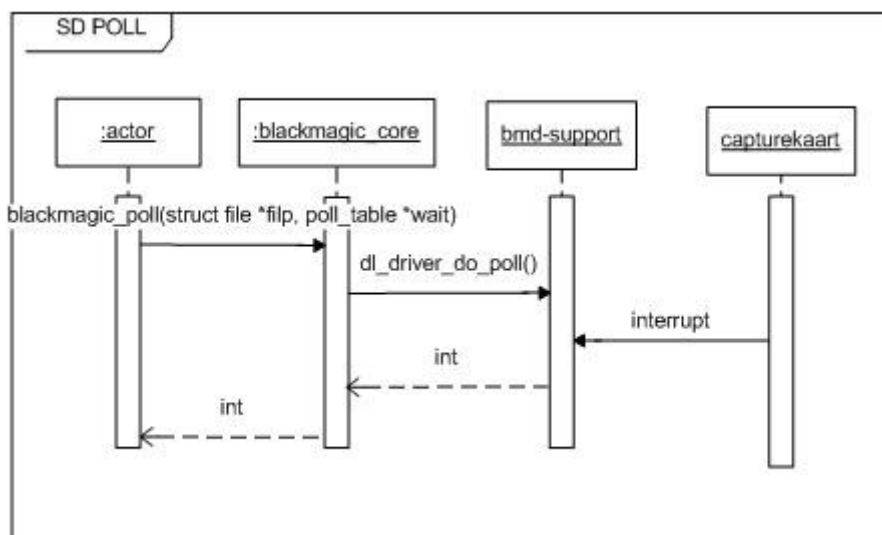 SD POLL
:actor
:blackmagic_core
bmd-support
capturekaart
blackmagic_poll(struct file *filp, poll_table *wait)
dl_driver_do_poll()
interrupt
int
int